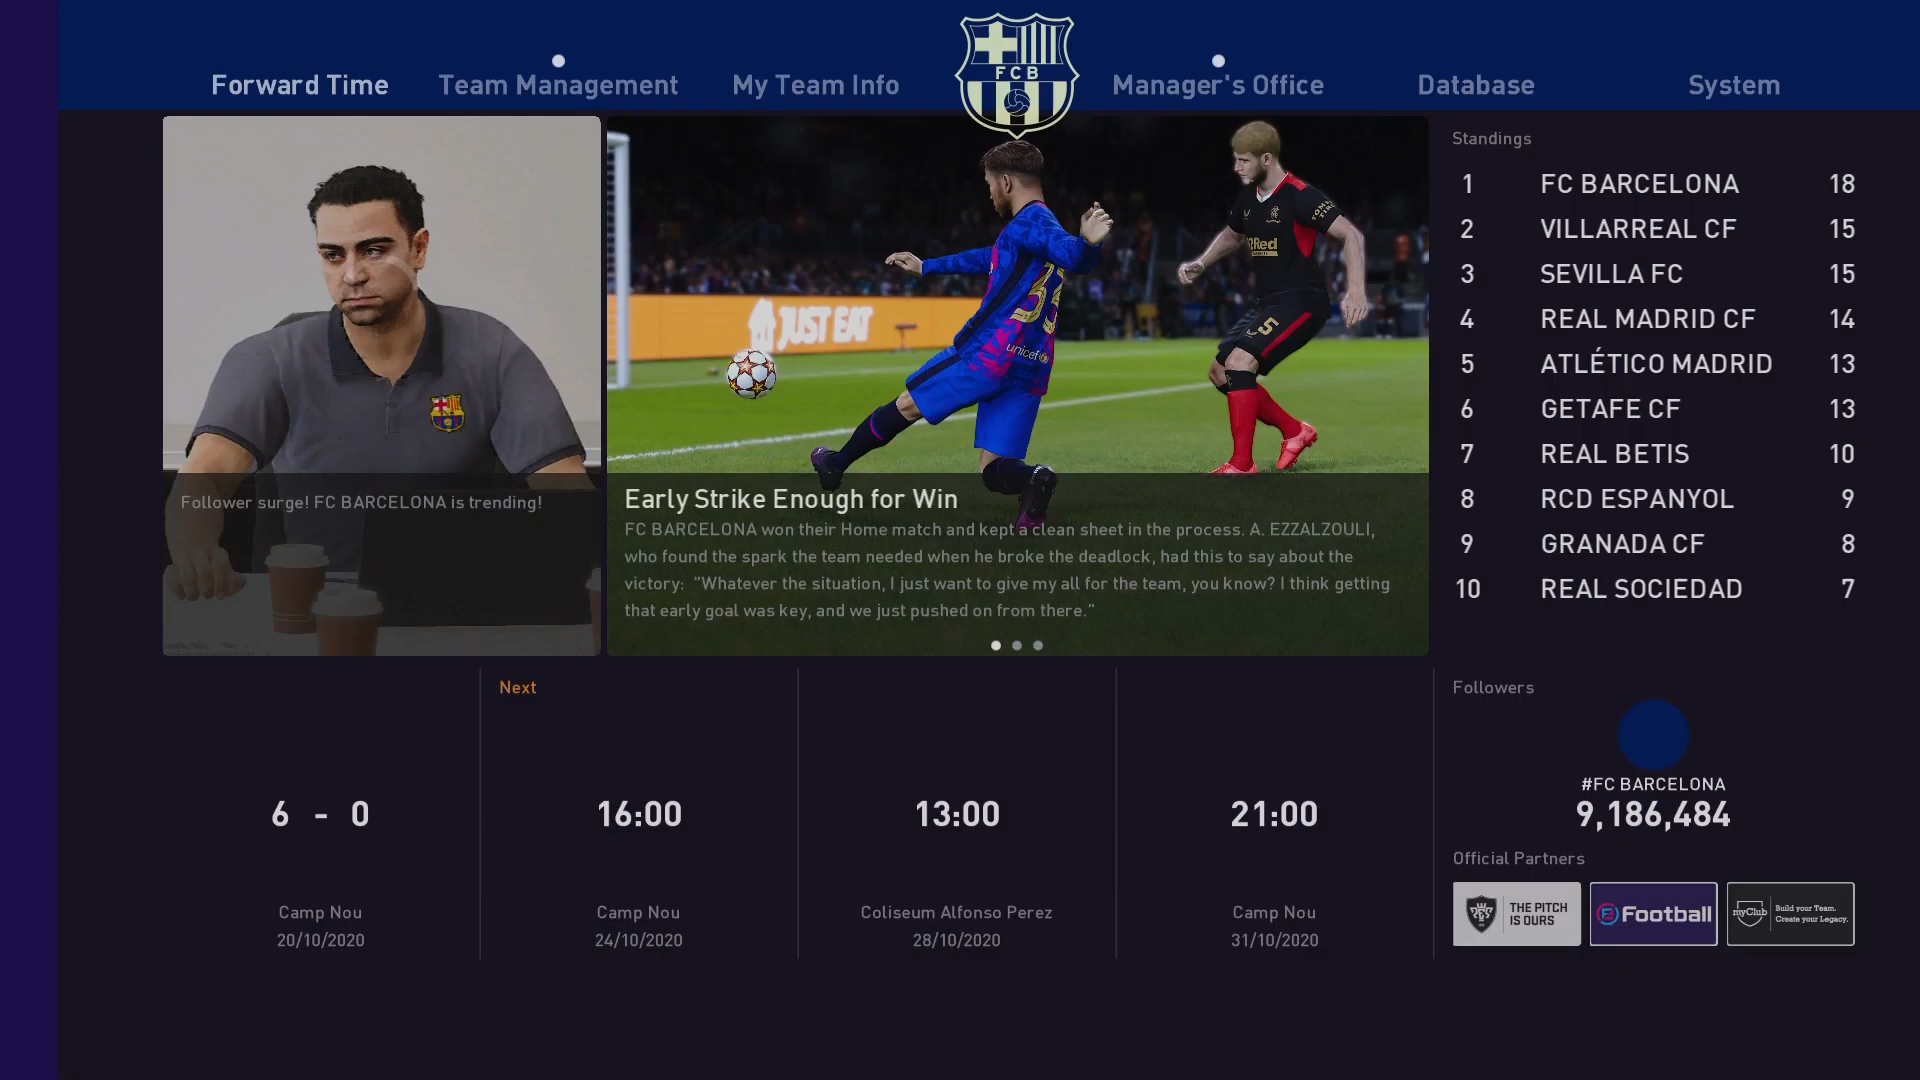 Forward Time
Team Management
My Team Info
FCB
Manager's Office
Database
System
Follower surge! FC BARCELONA is trending!
JUST EAT
33
unicef
5
Early Strike Enough for Win
FC BARCELONA won their Home match and kept a clean sheet in the process. A. EZZALZOULI,
who found the spark the team needed when he broke the deadlock, had this to say about the
victory: "Whatever the situation, I just want to give my all for the team, you know? I think getting
that early goal was key, and we just pushed on from there."
Standings
1 FC BARCELONA 18
2 VILLARREAL CF 15
3 SEVILLA FC 15
4 REAL MADRID CF 14
5 ATLÉTICO MADRID 13
6 GETAFE CF 13
7 REAL BETIS 10
8 RCD ESPANYOL 9
9 GRANADA CF 8
10 REAL SOCIEDAD 7
6 - 0
Camp Nou
20/10/2020
Next
16:00
Camp Nou
24/10/2020
13:00
Coliseum Alfonso Perez
28/10/2020
21:00
Camp Nou
31/10/2020
Followers
#FC BARCELONA
9,186,484
Official Partners
THE PITCH
IS OURS
eFootball
myClub
Build your Team.
Create your Legacy.